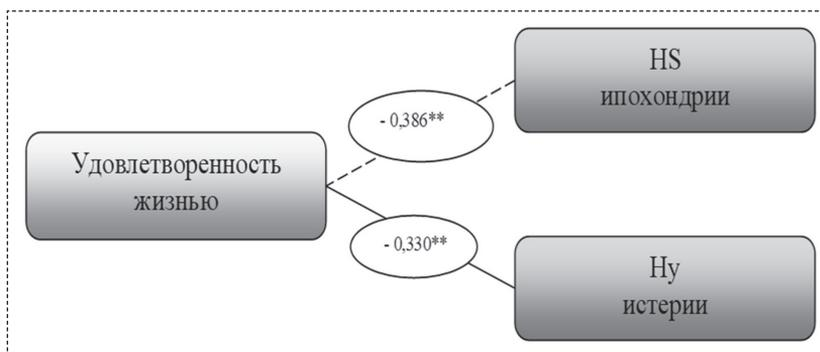 HS
ипохондрии
- 0,386**
Удовлетворенность
жизнью
- 0,330**
Hy
истерии